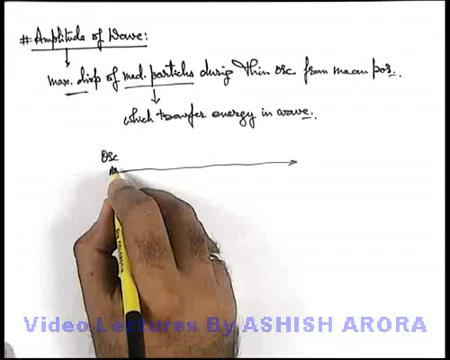 # Amplitude of Wave:
max. disp of med. particles during their osc from mean pos.
which transfer energy in wave.
Osc
Video Lectures By ASHISH ARORA